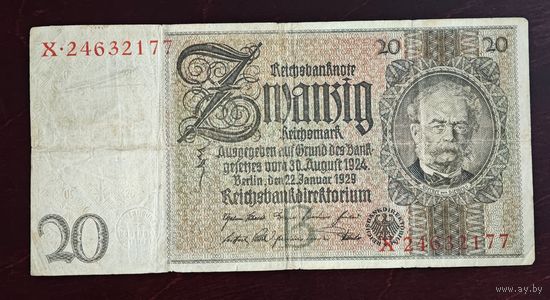 X·24632177
20 20
Reichsbanknote
Zwanzig
Reichsmark
Ausgegeben auf Grund des Bank-
gesetzes vom 30. August 1924
Berlin, den 22. Januar 1929
Reichsbankdirektorium
20
X·24632177
www.ay.by